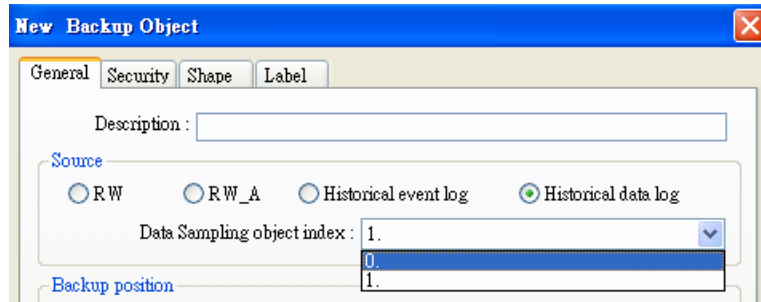 New Backup Object
General Security Shape Label
Description :
Source
RW RW_A Historical event log Historical data log
Data Sampling object index : 1.
0.
1.
Backup position